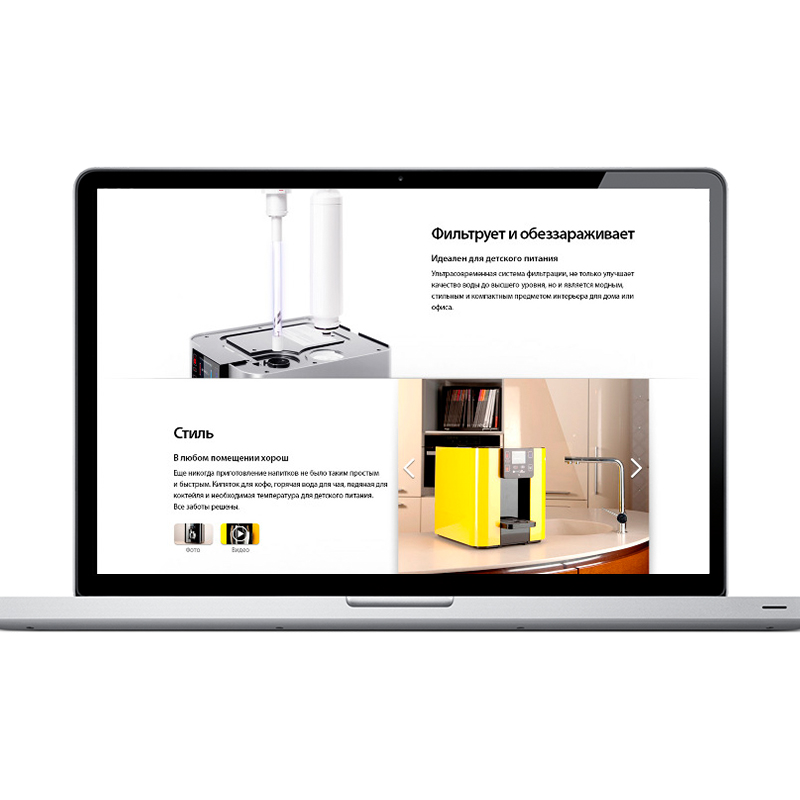 Фильтрует и обеззараживает
Идеален для детского питания
Ультрасовременная система фильтрации, не только улучшает
качество воды до высшего уровня, но и является модным,
стильным и компактным предметом интерьера для дома или
офиса.
Стиль
В любом помещении хорош
Еще никогда приготовление напитков не было таким простым
и быстрым. Кипяток для кофе, горячая вода для чая, ледяная для
коктейля и необходимая температура для детского питания.
Все заботы решены.
Фото
Видео